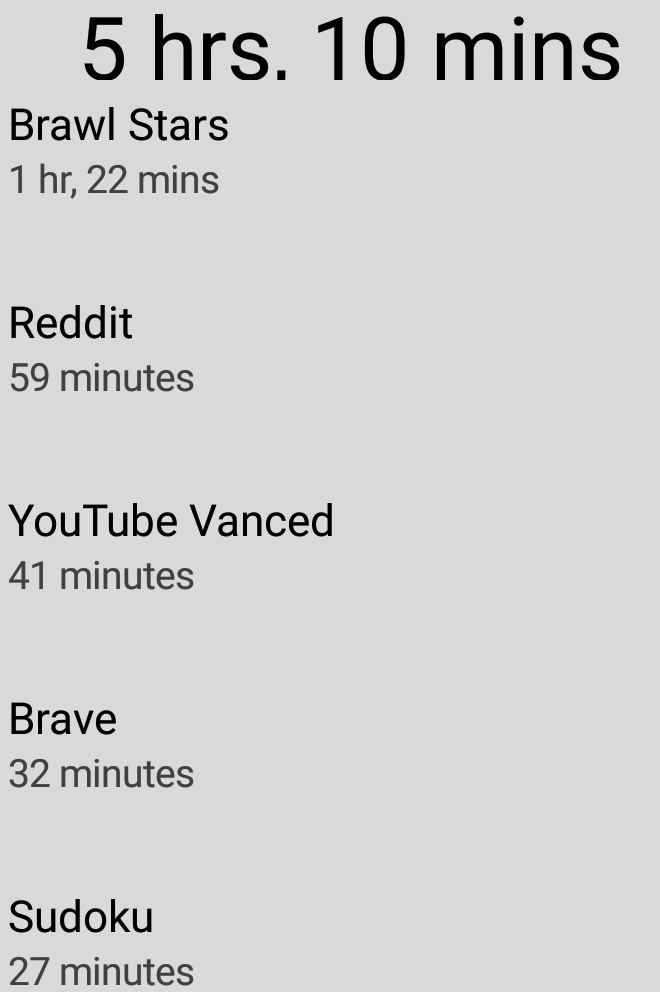 5 hrs. 10 mins
Brawl Stars
1 hr, 22 mins
Reddit
59 minutes
YouTube Vanced
41 minutes
Brave
32 minutes
Sudoku
27 minutes